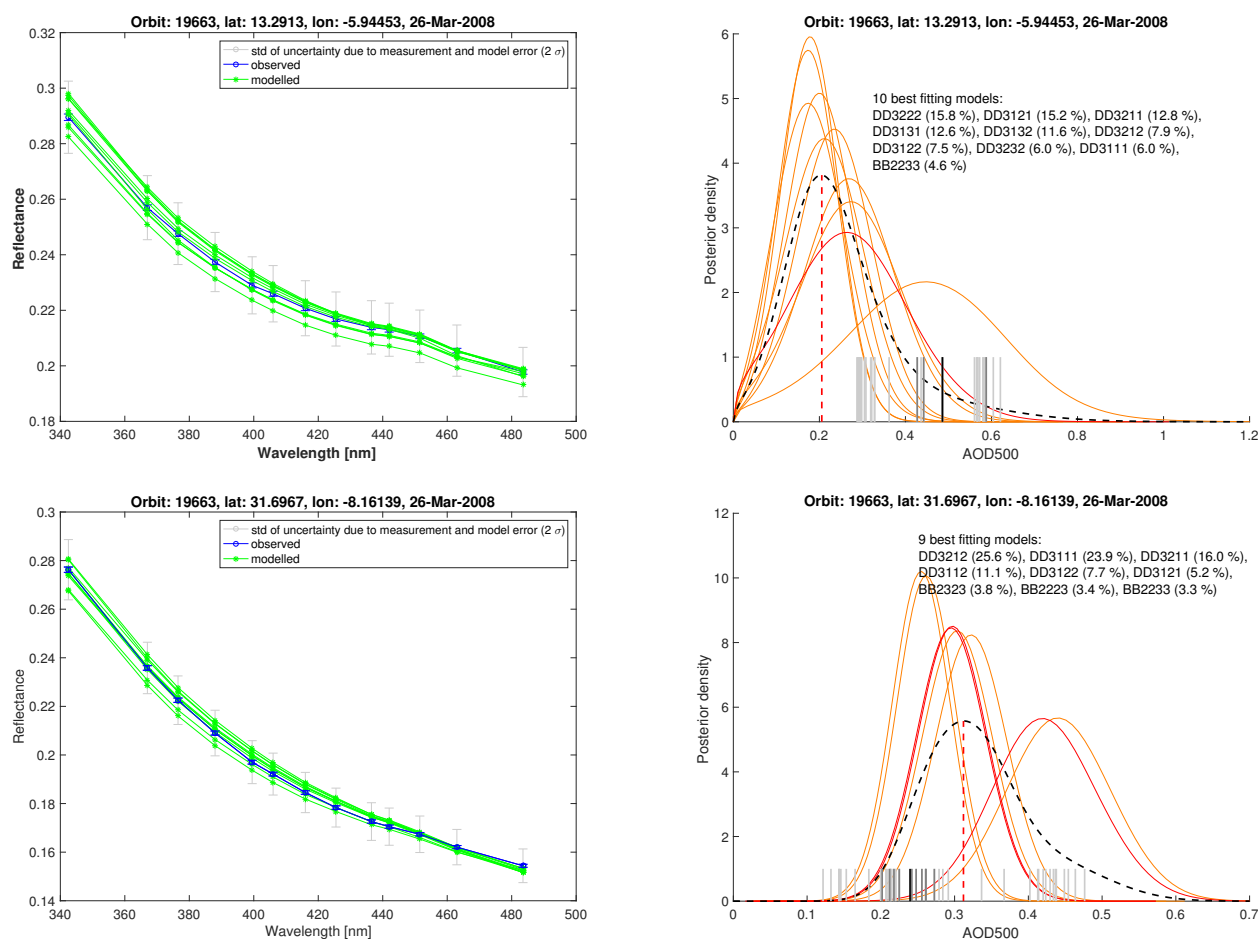 Orbit: 19663, lat: 13.2913, lon: -5.94453, 26-Mar-2008
0.32
0.3
0.28
0.26
0.24
0.22
0.2
0.18
Reflectance
std of uncertainty due to measurement and model error (2 σ)
observed
modelled
340 360 380 400 420 440 460 480 500
Wavelength [nm]
Orbit: 19663, lat: 13.2913, lon: -5.94453, 26-Mar-2008
6
5
4
3
2
1
0
Posterior density
10 best fitting models:
DD3222 (15.8 %), DD3121 (15.2 %), DD3211 (12.8 %),
DD3131 (12.6 %), DD3132 (11.6 %), DD3212 (7.9 %),
DD3122 (7.5 %), DD3232 (6.0 %), DD3111 (6.0 %),
BB2233 (4.6 %)
0 0.2 0.4 0.6 0.8 1 1.2
AOD500
Orbit: 19663, lat: 31.6967, lon: -8.16139, 26-Mar-2008
0.3
0.28
0.26
0.24
0.22
0.2
0.18
0.16
0.14
Reflectance
std of uncertainty due to measurement and model error (2 σ)
observed
modelled
340 360 380 400 420 440 460 480 500
Wavelength [nm]
Orbit: 19663, lat: 31.6967, lon: -8.16139, 26-Mar-2008
12
10
8
6
4
2
0
Posterior density
9 best fitting models:
DD3212 (25.6 %), DD3111 (23.9 %), DD3211 (16.0 %),
DD3112 (11.1 %), DD3122 (7.7 %), DD3121 (5.2 %),
BB2323 (3.8 %), BB2223 (3.4 %), BB2233 (3.3 %)
0 0.1 0.2 0.3 0.4 0.5 0.6 0.7
AOD500